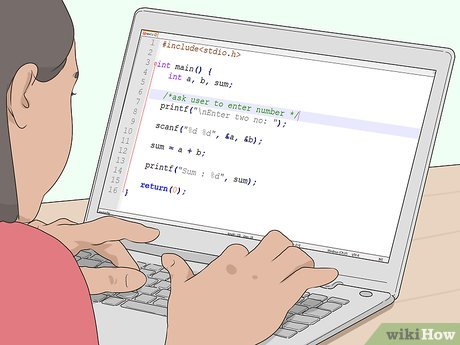 1 #include<stdio.h>
2
3 int main() {
4 int a, b, sum;
5
6 /*ask user to enter number */
7 printf("\nEnter two no: ");
8
9 scanf("%d %d", &a, &b);
10
11 sum = a + b;
12
13 printf("Sum : %d", sum);
14
15 return(0);
16 }
wikiHow